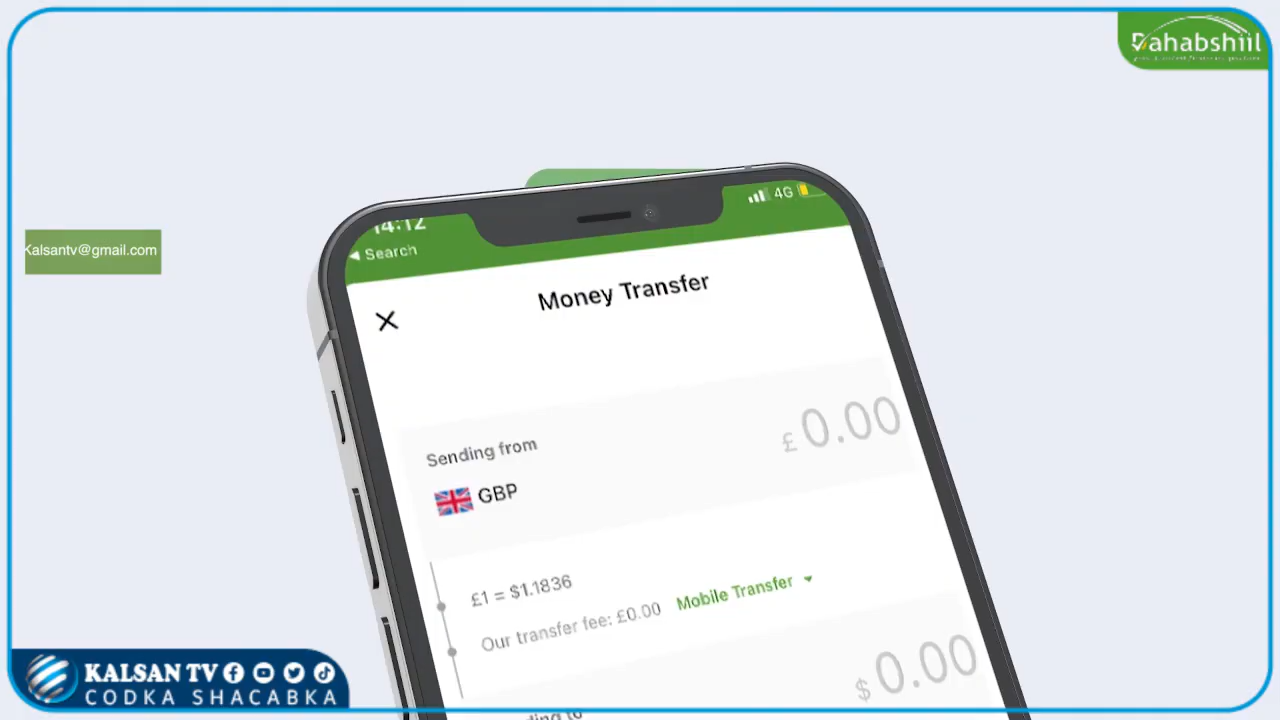 Dahabshiil
Kalsantv@gmail.com
14:12
4G
Search
Money Transfer
Sending from
£ 0.00
GBP
£1 = $1.1836
Our transfer fee: £0.00 Mobile Transfer
$ 0.00
KALSAN TV
CODKA SHACABKA